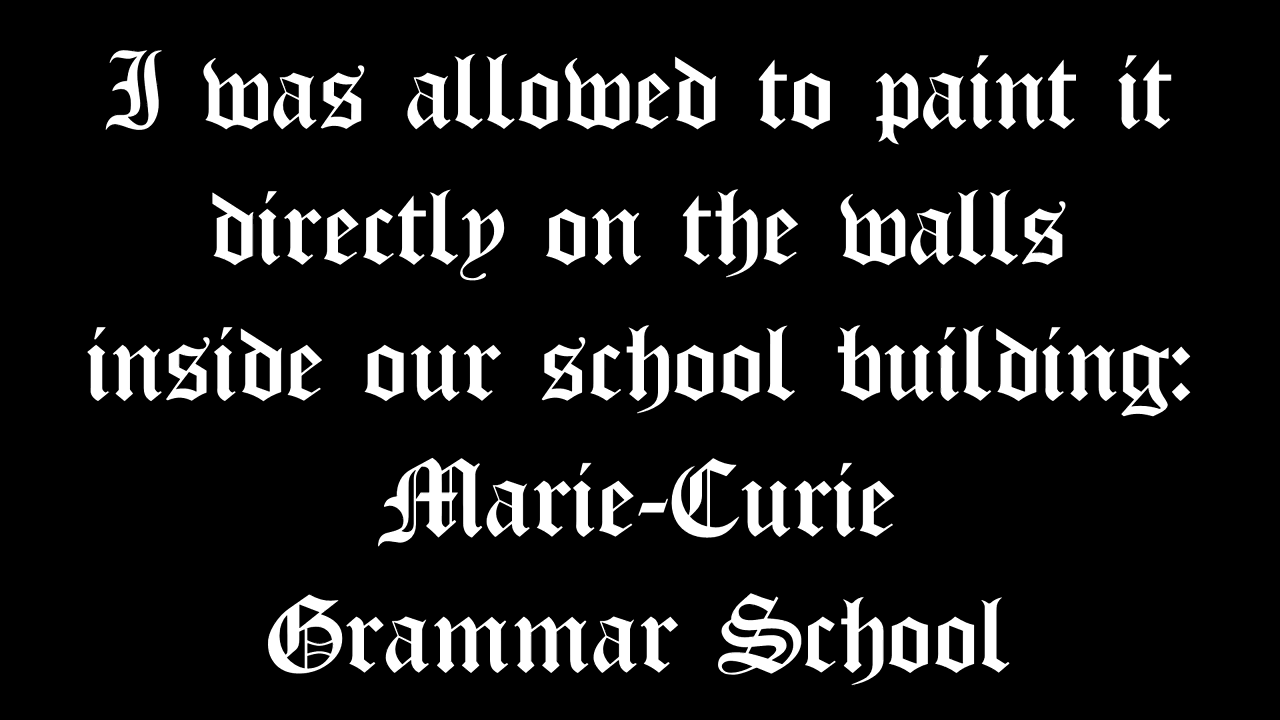 I was allowed to paint it
directly on the walls
inside our school building:
Marie-Curie
Grammar School